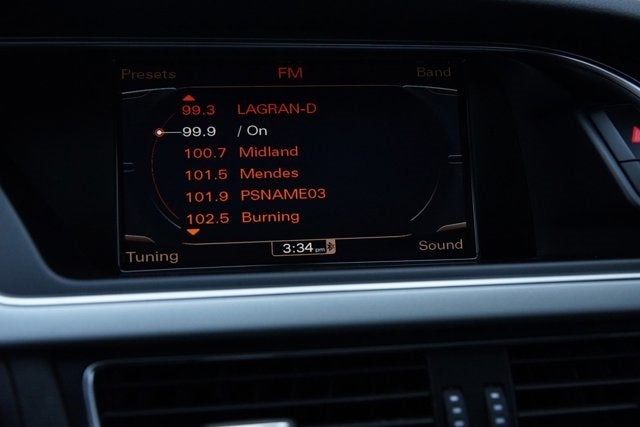 Presets FM Band
99.3 LAGRAN-D
99.9 / On
100.7 Midland
101.5 Mendes
101.9 PSNAME03
102.5 Burning
Tuning 3:34 pm Sound